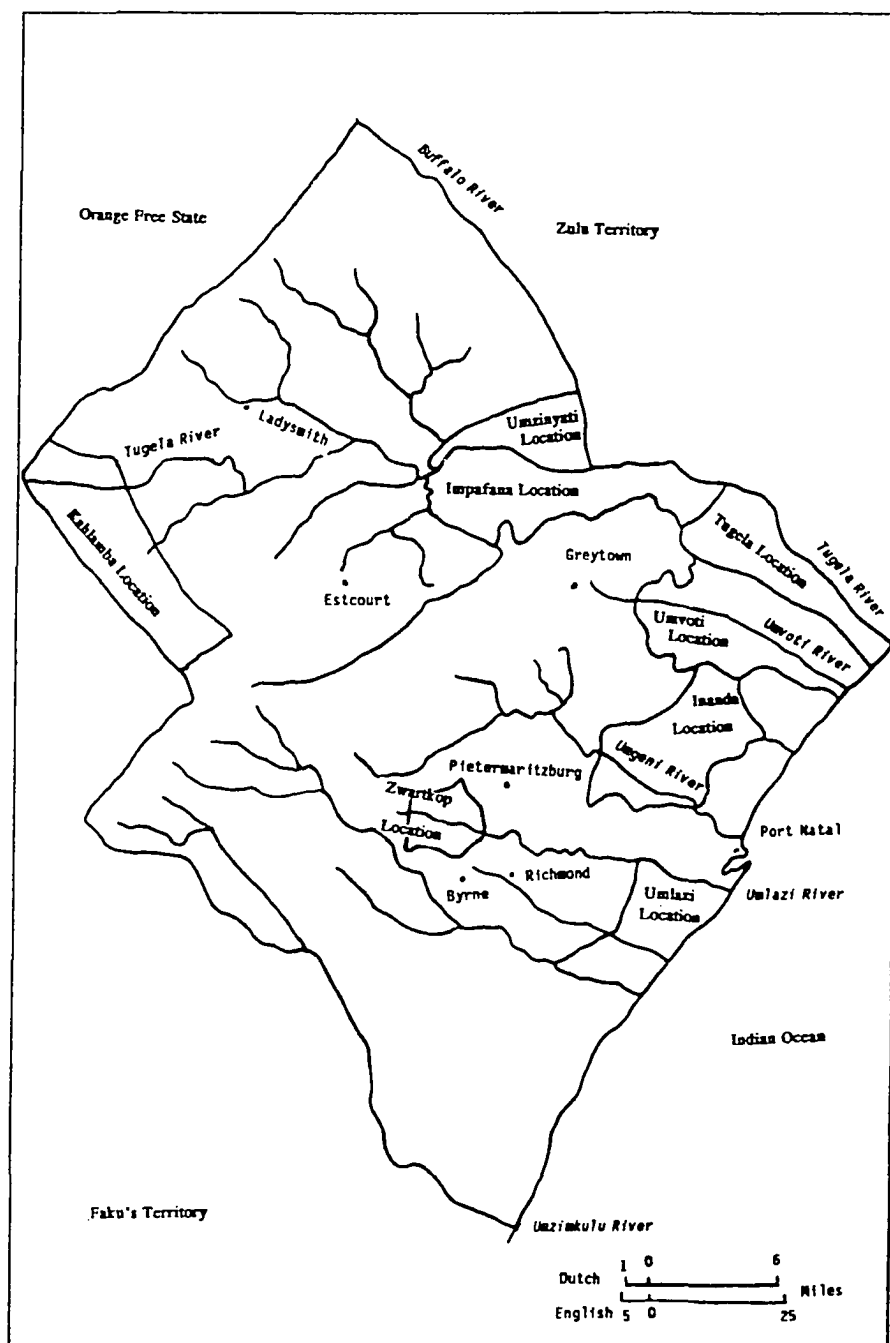 Buffalo River
Orange Free State
Zulu Territory
Ladysmith
Tugela River
Umzinyati
Location
Impafana Location
Kahlamba Location
Tugela Location
Tugela River
Greytown
Estcourt
Umvoti
Location
Umvoti River
Inanda
Location
Umgeni River
Pietermaritzburg
Zwartkop
Location
Port Natal
Richmond
Byrne
Umlazi
Location
Umlazi River
Indian Ocean
Faku's Territory
Umzimkulu River
1 0 6
Dutch
Miles
English
5 0 25